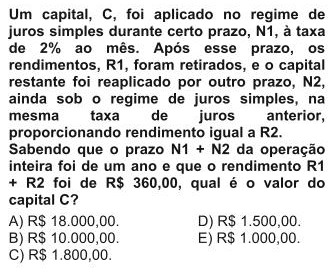 Um capital, C, foi aplicado no regime de
juros simples durante certo prazo, N1, à taxa
de 2% ao mês. Após esse prazo, os
rendimentos, R1, foram retirados, e o capital
restante foi reaplicado por outro prazo, N2,
ainda sob o regime de juros simples, na
mesma taxa de juros anterior,
proporcionando rendimento igual a R2.
Sabendo que o prazo N1 + N2 da operação
inteira foi de um ano e que o rendimento R1
+ R2 foi de R$ 360,00, qual é o valor do
capital C?
A) R$ 18.000,00. D) R$ 1.500,00.
B) R$ 10.000,00. E) R$ 1.000,00.
C) R$ 1.800,00.